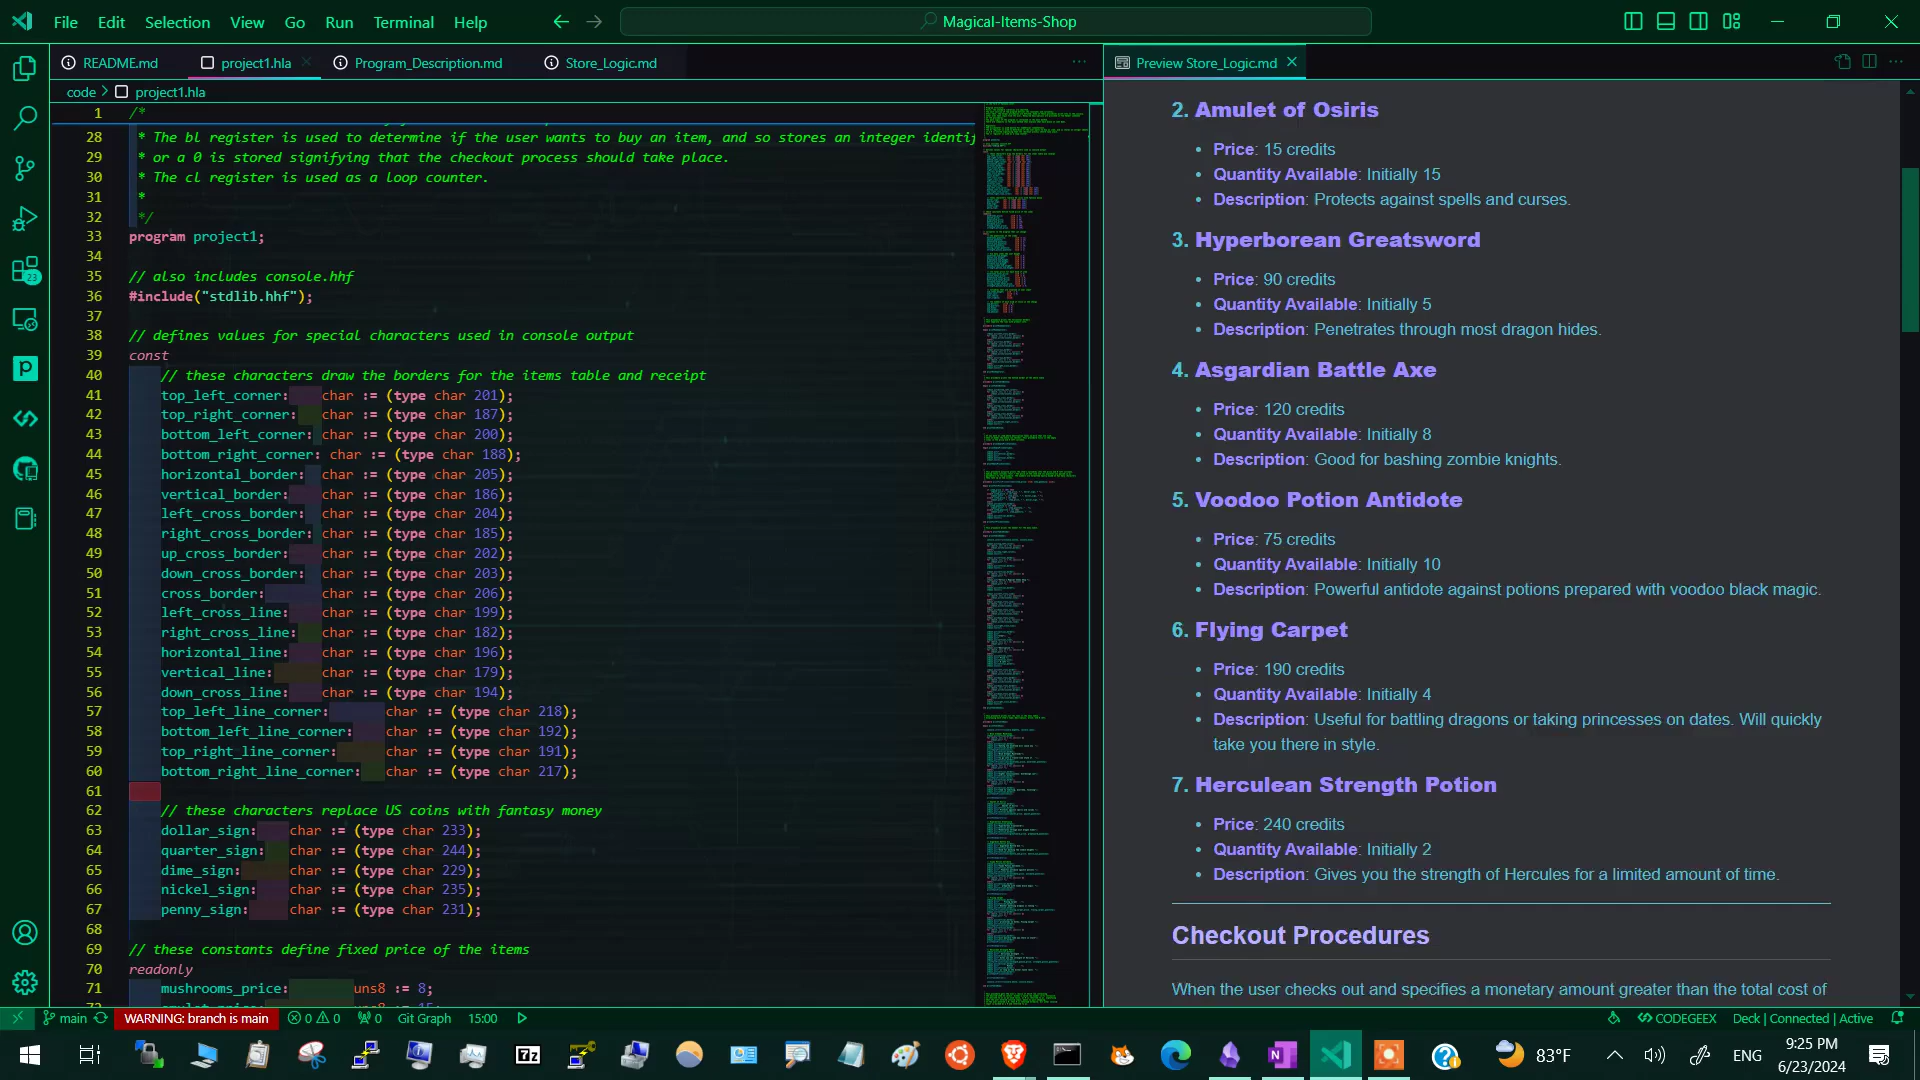 File Edit Selection View Go Run Terminal Help
Magical-Items-Shop
README.md
project1.hla
Program_Description.md
Store_Logic.md
Preview Store_Logic.md
code > project1.hla
1 /*
28 * The bl register is used to determine if the user wants to buy an item, and so stores an integer identif
29 * or a 0 is stored signifying that the checkout process should take place.
30 * The cl register is used as a loop counter.
31 *
32 */
33 program project1;
34
35 // also includes console.hhf
36 #include("stdlib.hhf");
37
38 // defines values for special characters used in console output
39 const
40 // these characters draw the borders for the items table and receipt
41 top_left_corner: char := (type char 201);
42 top_right_corner: char := (type char 187);
43 bottom_left_corner: char := (type char 200);
44 bottom_right_corner: char := (type char 188);
45 horizontal_border: char := (type char 205);
46 vertical_border: char := (type char 186);
47 left_cross_border: char := (type char 204);
48 right_cross_border: char := (type char 185);
49 up_cross_border: char := (type char 202);
50 down_cross_border: char := (type char 203);
51 cross_border: char := (type char 206);
52 left_cross_line: char := (type char 199);
53 right_cross_line: char := (type char 182);
54 horizontal_line: char := (type char 196);
55 vertical_line: char := (type char 179);
56 down_cross_line: char := (type char 194);
57 top_left_line_corner: char := (type char 218);
58 bottom_left_line_corner: char := (type char 192);
59 top_right_line_corner: char := (type char 191);
60 bottom_right_line_corner: char := (type char 217);
61
62 // these characters replace US coins with fantasy money
63 dollar_sign: char := (type char 233);
64 quarter_sign: char := (type char 244);
65 dime_sign: char := (type char 229);
66 nickel_sign: char := (type char 235);
67 penny_sign: char := (type char 231);
68
69 // these constants define fixed price of the items
70 readonly
71 mushrooms_price: uns8 := 8;
2. Amulet of Osiris
• Price: 15 credits
• Quantity Available: Initially 15
• Description: Protects against spells and curses.
3. Hyperborean Greatsword
• Price: 90 credits
• Quantity Available: Initially 5
• Description: Penetrates through most dragon hides.
4. Asgardian Battle Axe
• Price: 120 credits
• Quantity Available: Initially 8
• Description: Good for bashing zombie knights.
5. Voodoo Potion Antidote
• Price: 75 credits
• Quantity Available: Initially 10
• Description: Powerful antidote against potions prepared with voodoo black magic.
6. Flying Carpet
• Price: 190 credits
• Quantity Available: Initially 4
• Description: Useful for battling dragons or taking princesses on dates. Will quickly
take you there in style.
7. Herculean Strength Potion
• Price: 240 credits
• Quantity Available: Initially 2
• Description: Gives you the strength of Hercules for a limited amount of time.
Checkout Procedures
When the user checks out and specifies a monetary amount greater than the total cost of
23
main
WARNING: branch is main
0 0
0
Git Graph
15:00
CODEGEEX
Deck | Connected | Active
7z
83°F
ENG
9:25 PM
6/23/2024